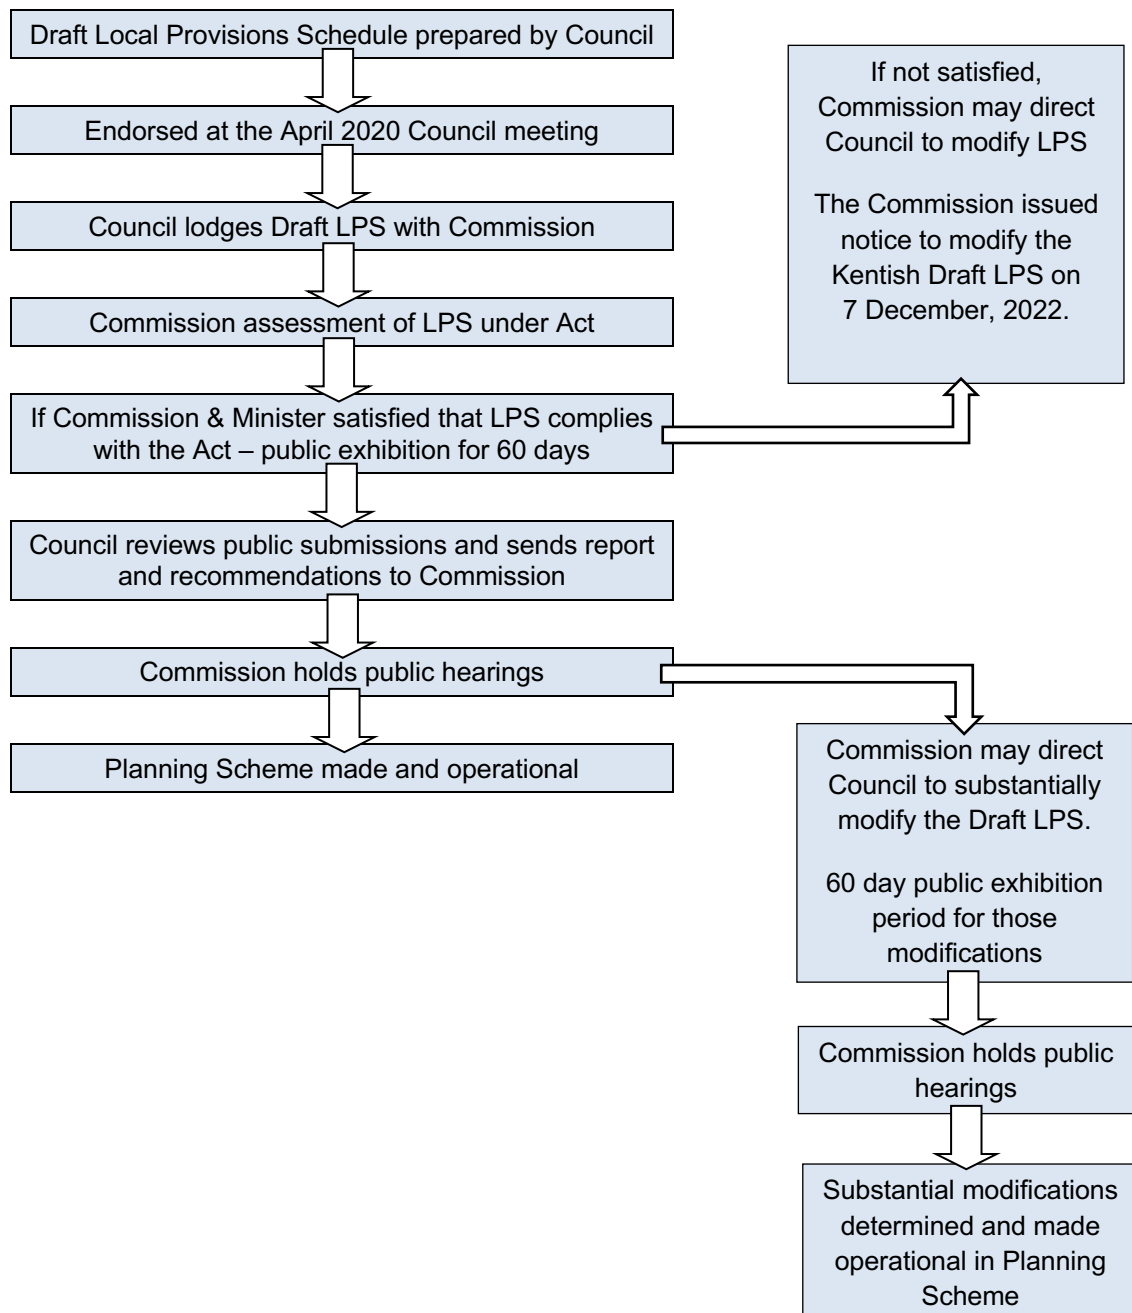 Draft Local Provisions Schedule prepared by Council
Endorsed at the April 2020 Council meeting
Council lodges Draft LPS with Commission
Commission assessment of LPS under Act
If Commission & Minister satisfied that LPS complies
with the Act – public exhibition for 60 days
If not satisfied,
Commission may direct
Council to modify LPS
The Commission issued
notice to modify the
Kentish Draft LPS on
7 December, 2022.
Council reviews public submissions and sends report
and recommendations to Commission
Commission holds public hearings
Planning Scheme made and operational
Commission may direct
Council to substantially
modify the Draft LPS.
60 day public exhibition
period for those
modifications
Commission holds public
hearings
Substantial modifications
determined and made
operational in Planning
Scheme